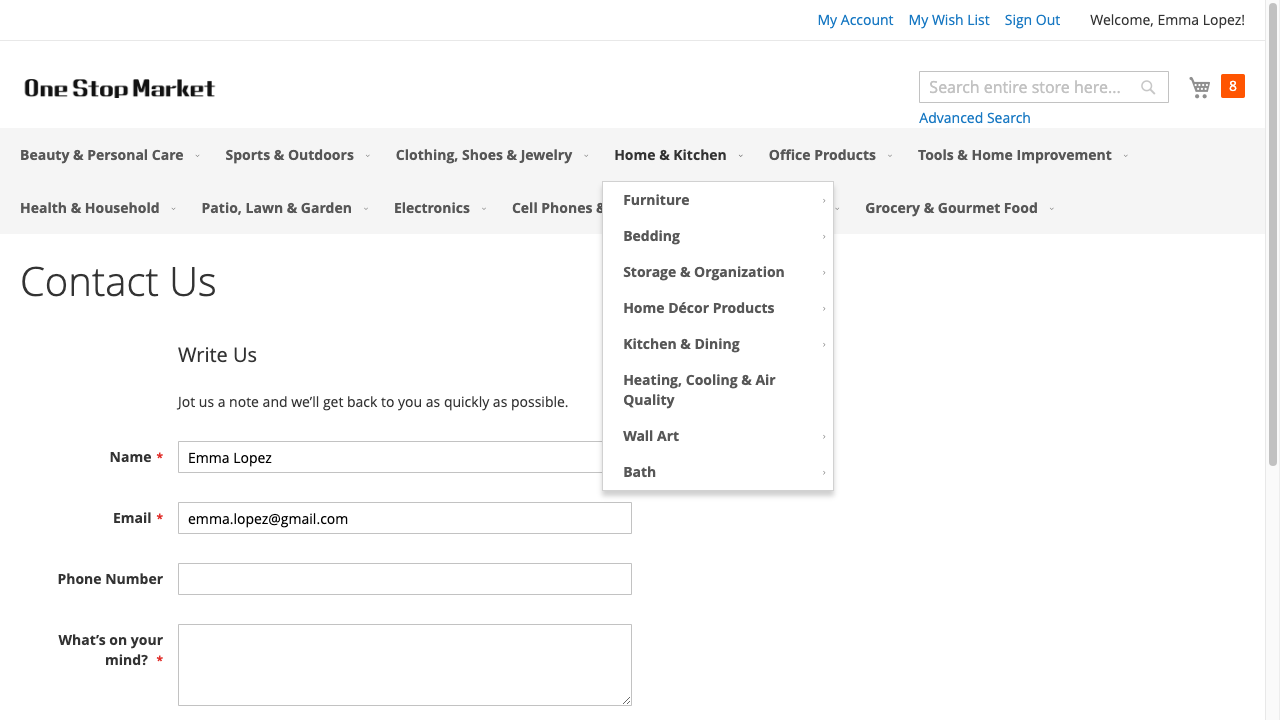 My Account My Wish List Sign Out Welcome, Emma Lopez!
One Stop Market
Search entire store here...
8
Advanced Search
Beauty & Personal Care Sports & Outdoors Clothing, Shoes & Jewelry Home & Kitchen Office Products Tools & Home Improvement
Health & Household Patio, Lawn & Garden Electronics Cell Phones & Grocery & Gourmet Food
Furniture
Bedding
Storage & Organization
Home Décor Products
Kitchen & Dining
Heating, Cooling & Air
Quality
Wall Art
Bath
Contact Us
Write Us
Jot us a note and we’ll get back to you as quickly as possible.
Name * Emma Lopez
Email * emma.lopez@gmail.com
Phone Number
What’s on your
mind? *